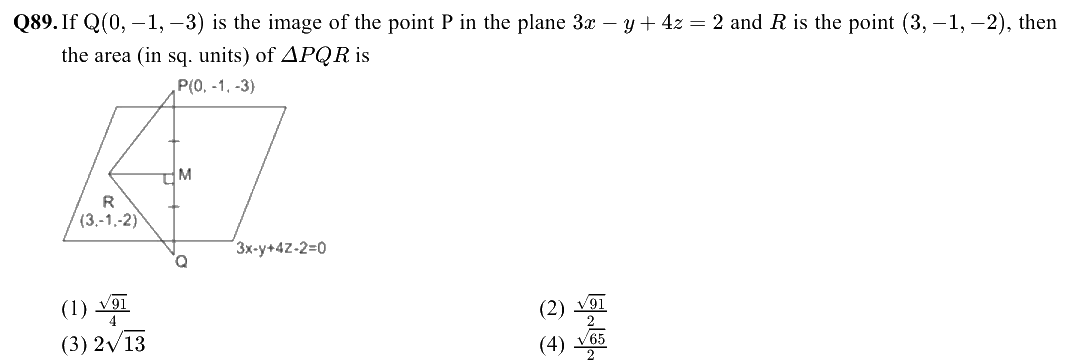 Q89. If Q(0, −1, −3) is the image of the point P in the plane 3x − y + 4z = 2 and R is the point (3, −1, −2), then
the area (in sq. units) of ΔPQR is
P(0, -1, -3)
M
R
(3,-1,-2)
3x-y+4z-2=0
Q
(1) √91/4
(2) √91/2
(3) 2√13
(4) √65/2